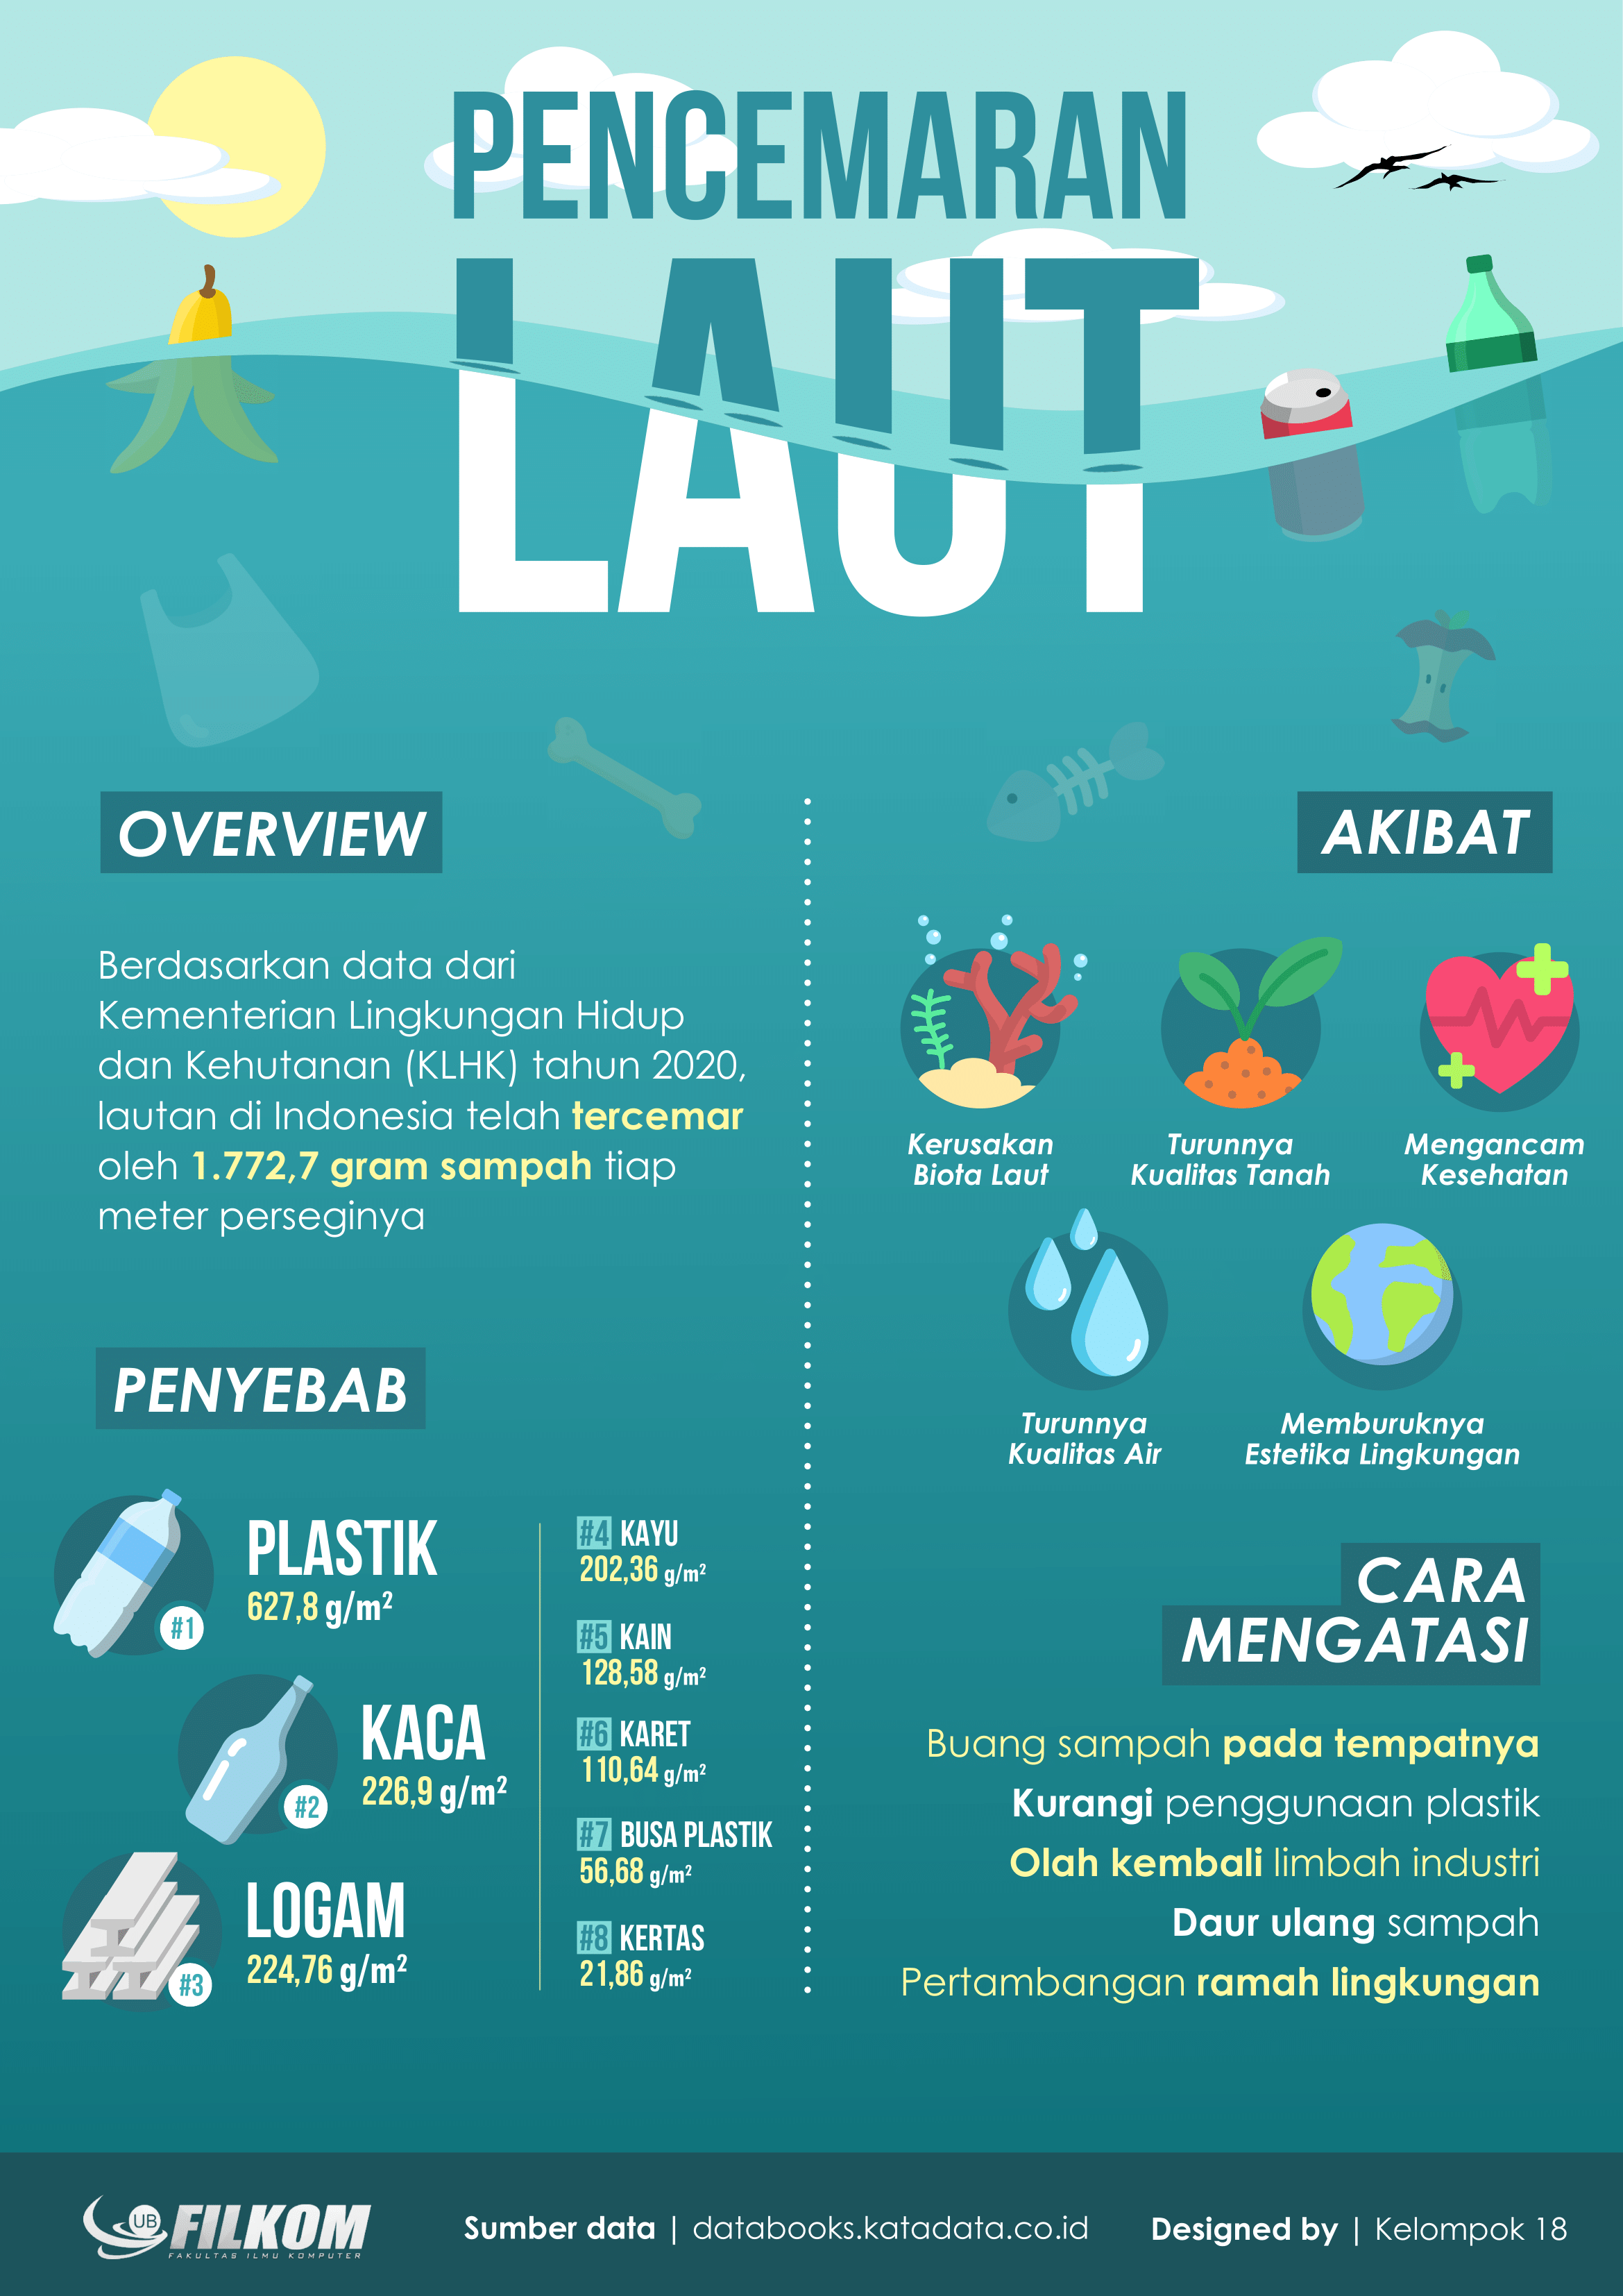 PENCEMARAN
LAUT
OVERVIEW
Berdasarkan data dari
Kementerian Lingkungan Hidup
dan Kehutanan (KLHK) tahun 2020,
lautan di Indonesia telah tercemar
oleh 1.772,7 gram sampah tiap
meter perseginya
PENYEBAB
#1
PLASTIK
627,8 g/m²
#2
KACA
226,9 g/m²
#3
LOGAM
224,76 g/m²
#4 KAYU
202,36 g/m²
#5 KAIN
128,58 g/m²
#6 KARET
110,64 g/m²
#7 BUSA PLASTIK
56,68 g/m²
#8 KERTAS
21,86 g/m²
AKIBAT
Kerusakan
Biota Laut
Turunnya
Kualitas Tanah
Mengancam
Kesehatan
Turunnya
Kualitas Air
Memburuknya
Estetika Lingkungan
CARA
MENGATASI
Buang sampah pada tempatnya
Kurangi penggunaan plastik
Olah kembali limbah industri
Daur ulang sampah
Pertambangan ramah lingkungan
UB FILKOM
FAKULTAS ILMU KOMPUTER
Sumber data | databooks.katadata.co.id
Designed by | Kelompok 18